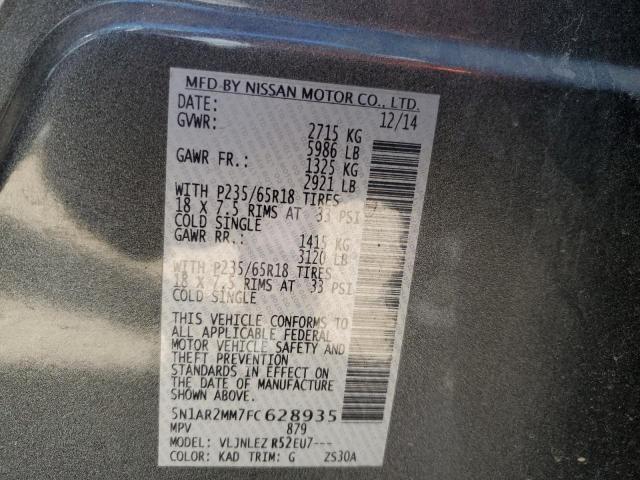 MFD BY NISSAN MOTOR CO., LTD.
DATE: 12/14
GVWR: 2715 KG
5986 LB
GAWR FR.: 1325 KG
2921 LB
WITH P235/65R18 TIRES
18 X 7.5 RIMS AT 33 PSI
COLD SINGLE
GAWR RR.: 1415 KG
3120 LB
WITH P235/65R18 TIRES
18 X 7.5 RIMS AT 33 PSI
COLD SINGLE
THIS VEHICLE CONFORMS TO
ALL APPLICABLE FEDERAL
MOTOR VEHICLE SAFETY AND
THEFT PREVENTION
STANDARDS IN EFFECT ON
THE DATE OF MANUFACTURE
SHOWN ABOVE.
5N1AR2MM7FC628935
MPV 879
MODEL: VLJNLEZ R52EU7---
COLOR: KAD TRIM: G ZS30A